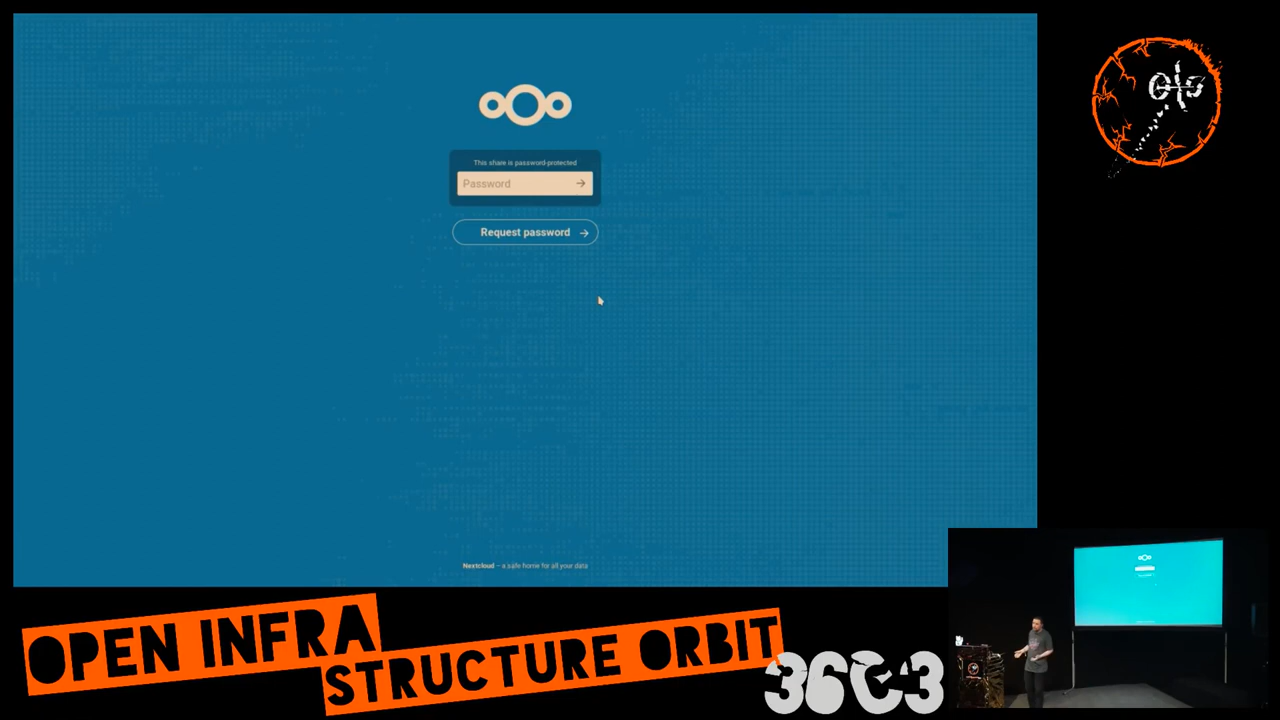 This share is password-protected
Password
Request password
Nextcloud – a safe home for all your data
OPEN INFRA
STRUCTURE ORBIT
36C3
OIO